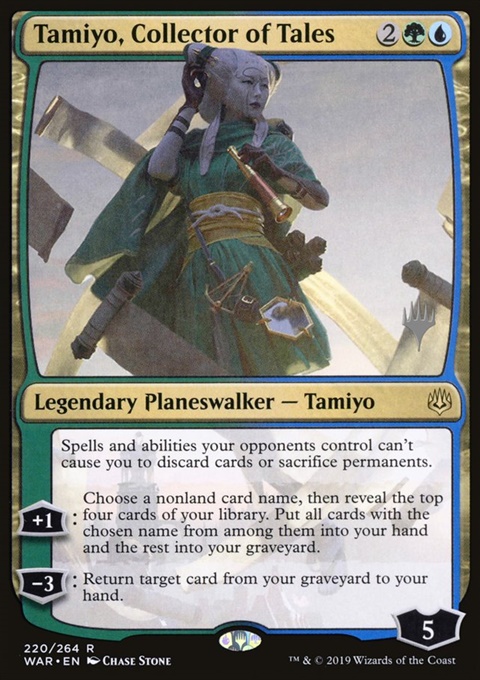 Tamiyo, Collector of Tales 2
Legendary Planeswalker — Tamiyo
Spells and abilities your opponents control can't
cause you to discard cards or sacrifice permanents.
+1: Choose a nonland card name, then reveal the top
four cards of your library. Put all cards with the
chosen name from among them into your hand
and the rest into your graveyard.
−3: Return target card from your graveyard to your
hand.
5
220/264 R
WAR • EN Chase Stone
™ & © 2019 Wizards of the Coast